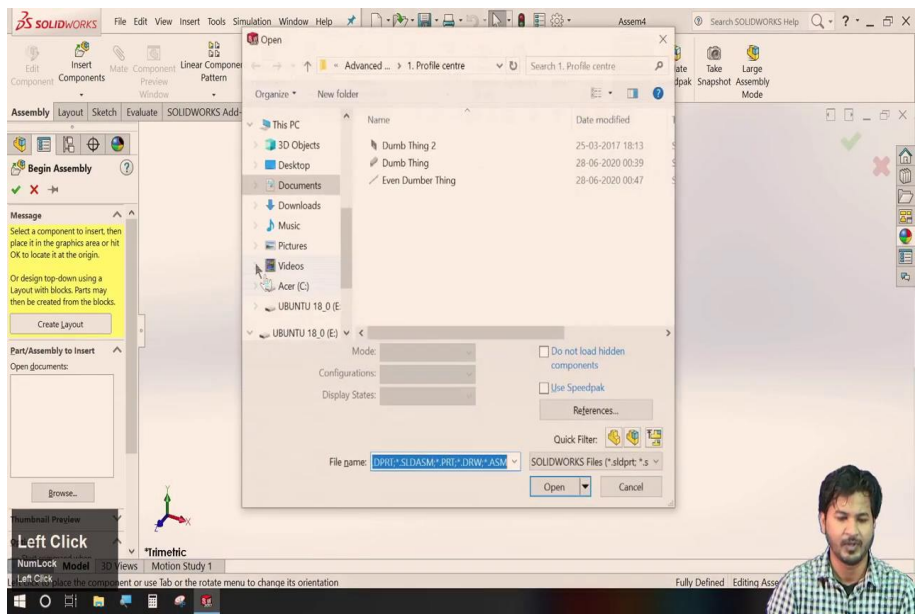 SOLIDWORKS
File Edit View Insert Tools Simulation Window Help
Assem4
Search SOLIDWORKS Help
Edit Component
Insert Components
Mate
Component Preview Window
Linear Component Pattern
Take Snapshot
Large Assembly Mode
Assembly Layout Sketch Evaluate SOLIDWORKS Add-
Begin Assembly
Message
Select a component to insert, then
place it in the graphics area or hit
OK to locate it at the origin.
Or design top-down using a
Layout with blocks. Parts may
then be created from the blocks.
Create Layout
Part/Assembly to Insert
Open documents:
Browse...
Thumbnail Preview
Open
Advanced ... > 1. Profile centre
Search 1. Profile centre
Organize
New folder
This PC
3D Objects
Desktop
Documents
Downloads
Music
Pictures
Videos
Acer (C:)
UBUNTU 18_0 (E:
UBUNTU 18_0 (E:)
Name Date modified
Dumb Thing 2 25-03-2017 18:13
Dumb Thing 28-06-2020 00:39
Even Dumber Thing 28-06-2020 00:47
Mode:
Configurations:
Display States:
Do not load hidden
components
Use Speedpak
References...
Quick Filter:
File name: DPRT;*.SLDASM;*.PRT;*.DRW;*.ASM
SOLIDWORKS Files (*.sldprt; *.s
Open Cancel
Left Click
NumLock
Left Click
*Trimetric
Model 3D Views Motion Study 1
place the component or use Tab or the rotate menu to change its orientation
Fully Defined Editing Asse